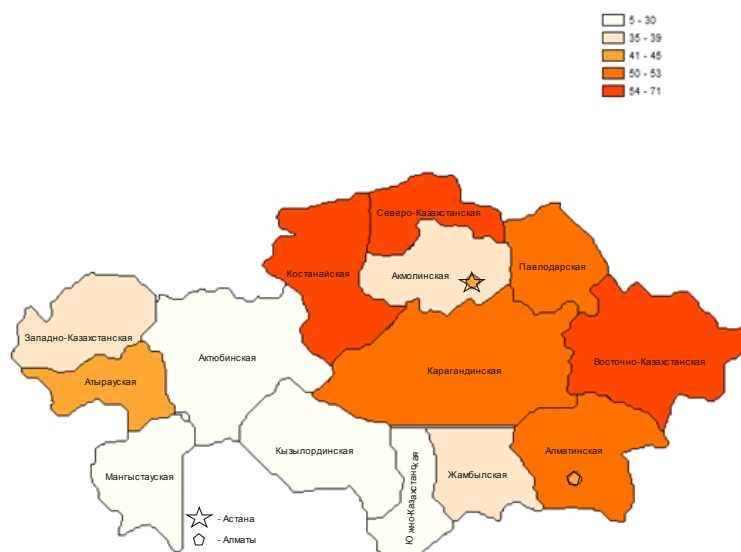 5 - 30
35 - 39
41 - 45
50 - 53
54 - 71
Северо-Казахстанская
Костанайская
Акмолинская
Павлодарская
Западно-Казахстанская
Актюбинская
Восточно-Казахстанская
Карагандинская
Атырауская
Кызылординская
Алматинская
Мангыстауская
Жамбылская
Южно-Казахстанская
- Астана
- Алматы